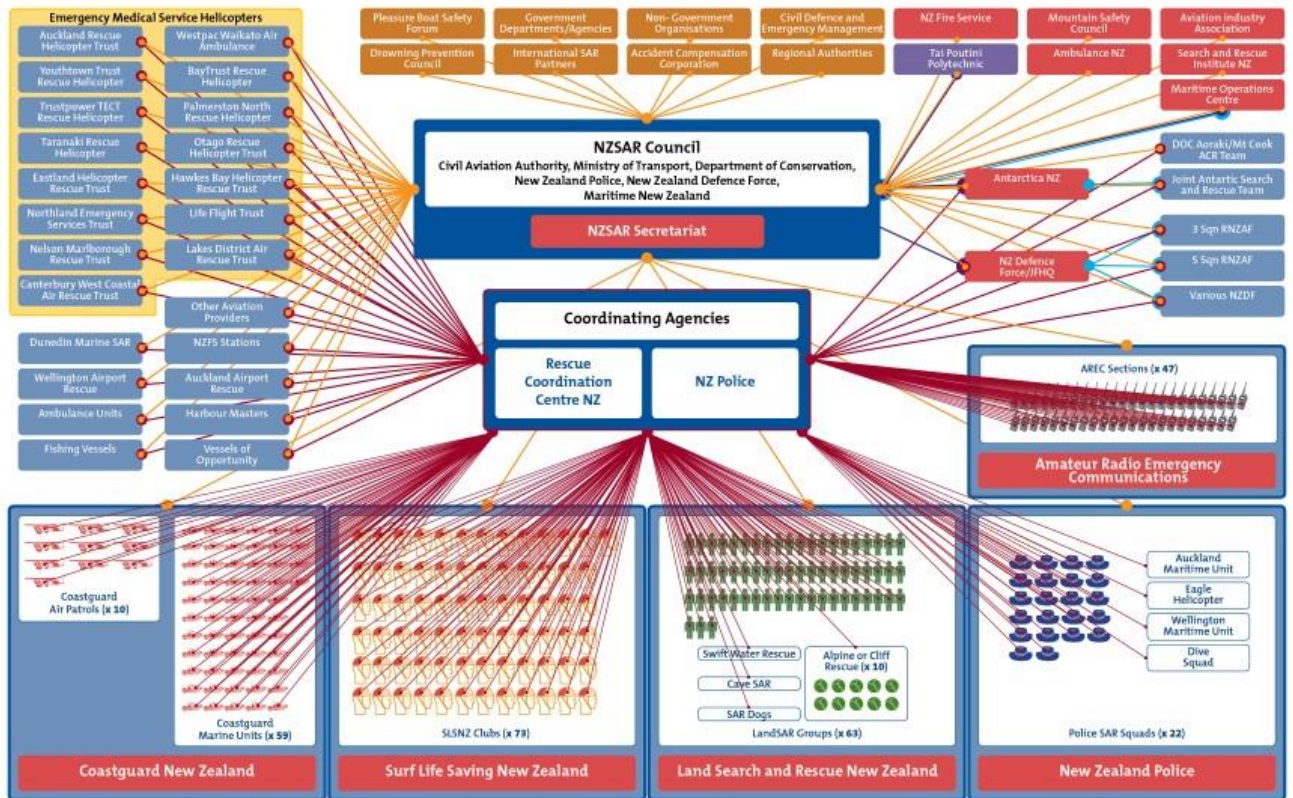 Emergency Medical Service Helicopters
Auckland Rescue
Helicopter Trust
Westpac Waikato Air
Ambulance
Youthtown Trust
Rescue Helicopter
BayTrust Rescue
Helicopter
Trustpower TECT
Rescue Helicopter
Palmerston North
Rescue Helicopter
Taranaki Rescue
Helicopter
Otago Rescue
Helicopter Trust
Eastland Helicopter
Rescue Trust
Hawkes Bay Helicopter
Rescue Trust
Northland Emergency
Services Trust
Life Flight Trust
Nelson Marlborough
Rescue Trust
Lakes District Air
Rescue Trust
Canterbury West Coastal
Air Rescue Trust
Other Aviation
Providers
Dunedin Marine SAR
NZFS Stations
Wellington Airport
Rescue
Auckland Airport
Rescue
Ambulance Units
Harbour Masters
Fishing Vessels
Vessels of
Opportunity
Pleasure Boat Safety
Forum
Government
Departments/Agencies
Non- Government
Organisations
Civil Defence and
Emergency Management
Drowning Prevention
Council
International SAR
Partners
Accident Compensation
Corporation
Regional Authorities
NZ Fire Service
Mountain Safety
Council
Aviation industry
Association
Tai Poutini
Polytechnic
Ambulance NZ
Search and Rescue
Institute NZ
Maritime Operations
Centre
NZSAR Council
Civil Aviation Authority, Ministry of Transport, Department of Conservation,
New Zealand Police, New Zealand Defence Force,
Maritime New Zealand
NZSAR Secretariat
DOC Aoraki/Mt Cook
ACR Team
Antarctica NZ
Joint Antartic Search
and Rescue Team
3 Sqn RNZAF
NZ Defence
Force/JFHQ
5 Sqn RNZAF
Various NZDF
Coordinating Agencies
Rescue
Coordination
Centre NZ
NZ Police
AREC Sections (x 47)
Amateur Radio Emergency
Communications
Coastguard
Air Patrols (x 10)
Coastguard
Marine Units (x 59)
Coastguard New Zealand
SLSNZ Clubs (x 73)
Surf Life Saving New Zealand
Swift Water Rescue
Cave SAR
SAR Dogs
Alpine or Cliff
Rescue (x 10)
LandSAR Groups (x 63)
Land Search and Rescue New Zealand
Auckland
Maritime Unit
Eagle
Helicopter
Wellington
Maritime Unit
Dive
Squad
Police SAR Squads (x 22)
New Zealand Police